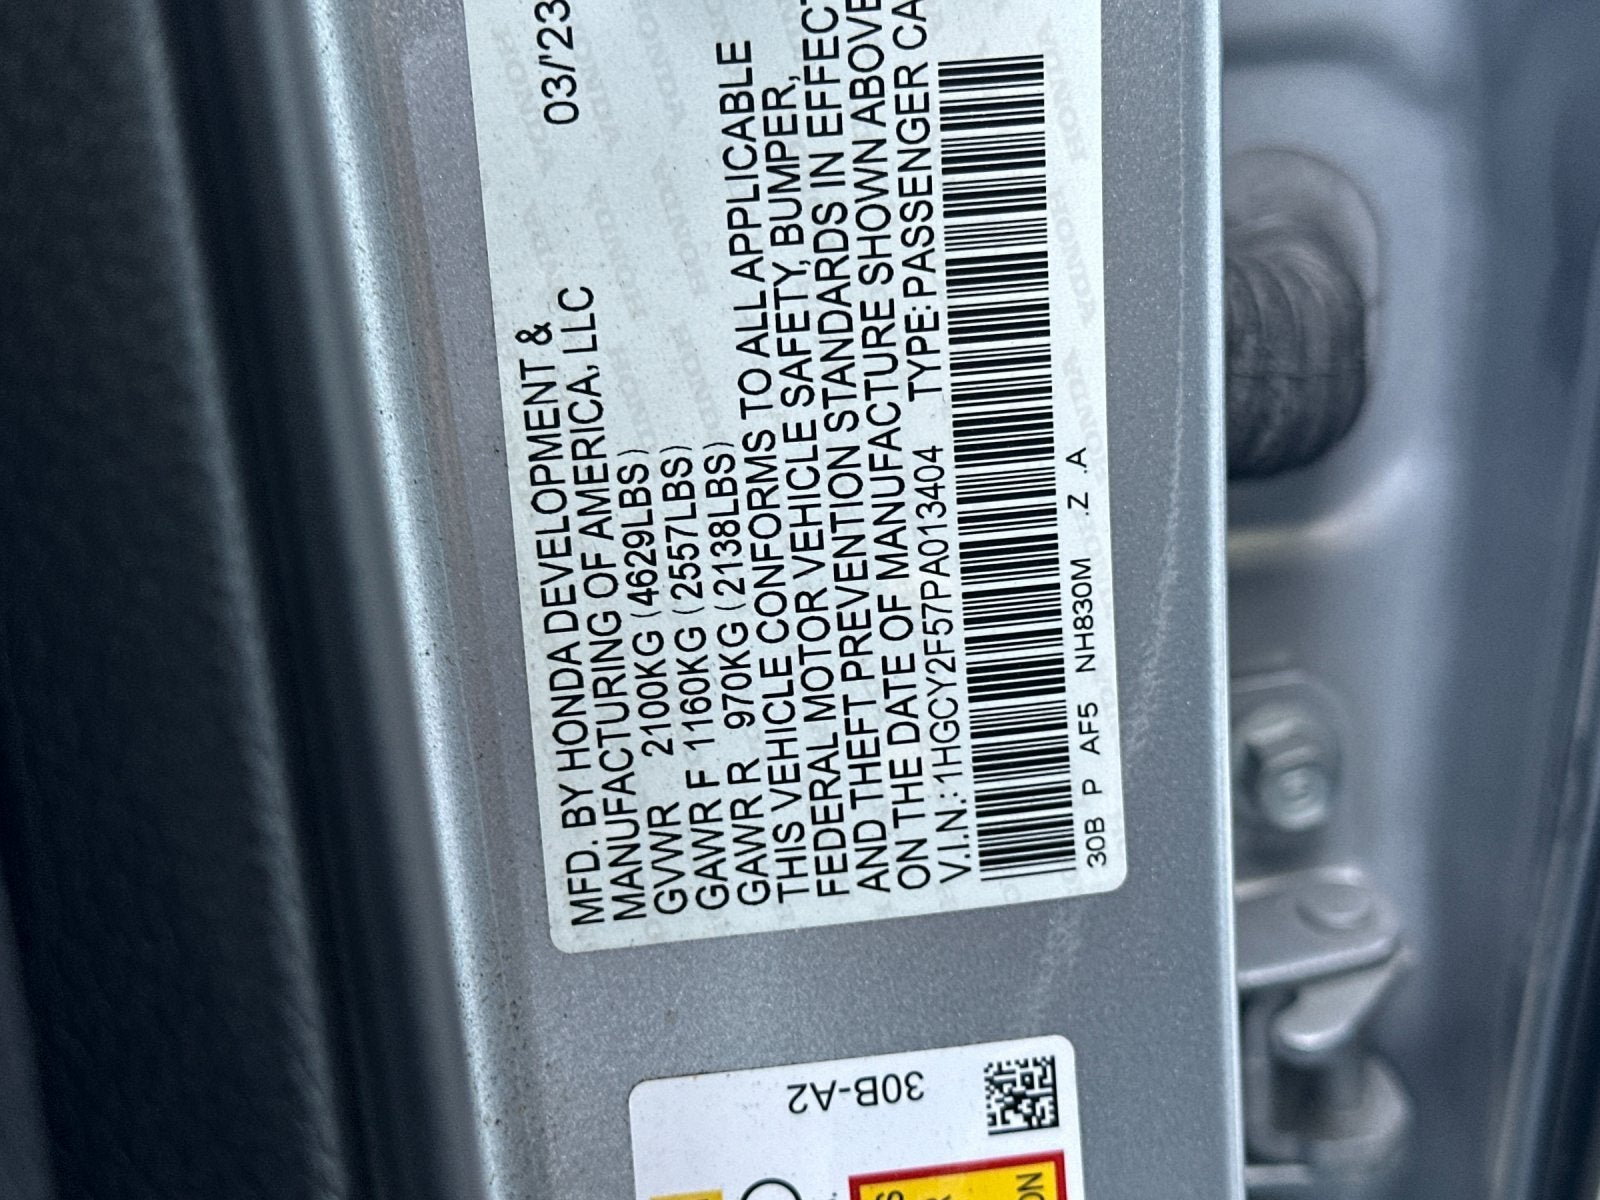 MFD. BY HONDA DEVELOPMENT &
MANUFACTURING OF AMERICA, LLC 03/'23
GVWR 2100KG (4629LBS)
GAWR F 1160KG (2557LBS)
GAWR R 970KG (2138LBS)
THIS VEHICLE CONFORMS TO ALL APPLICABLE
FEDERAL MOTOR VEHICLE SAFETY, BUMPER,
AND THEFT PREVENTION STANDARDS IN EFFECT
ON THE DATE OF MANUFACTURE SHOWN ABOVE
V.I.N.: 1HGCY2F57PA013404 TYPE: PASSENGER CA
30B P AF5 NH830M .Z .A
30B-A2
ON